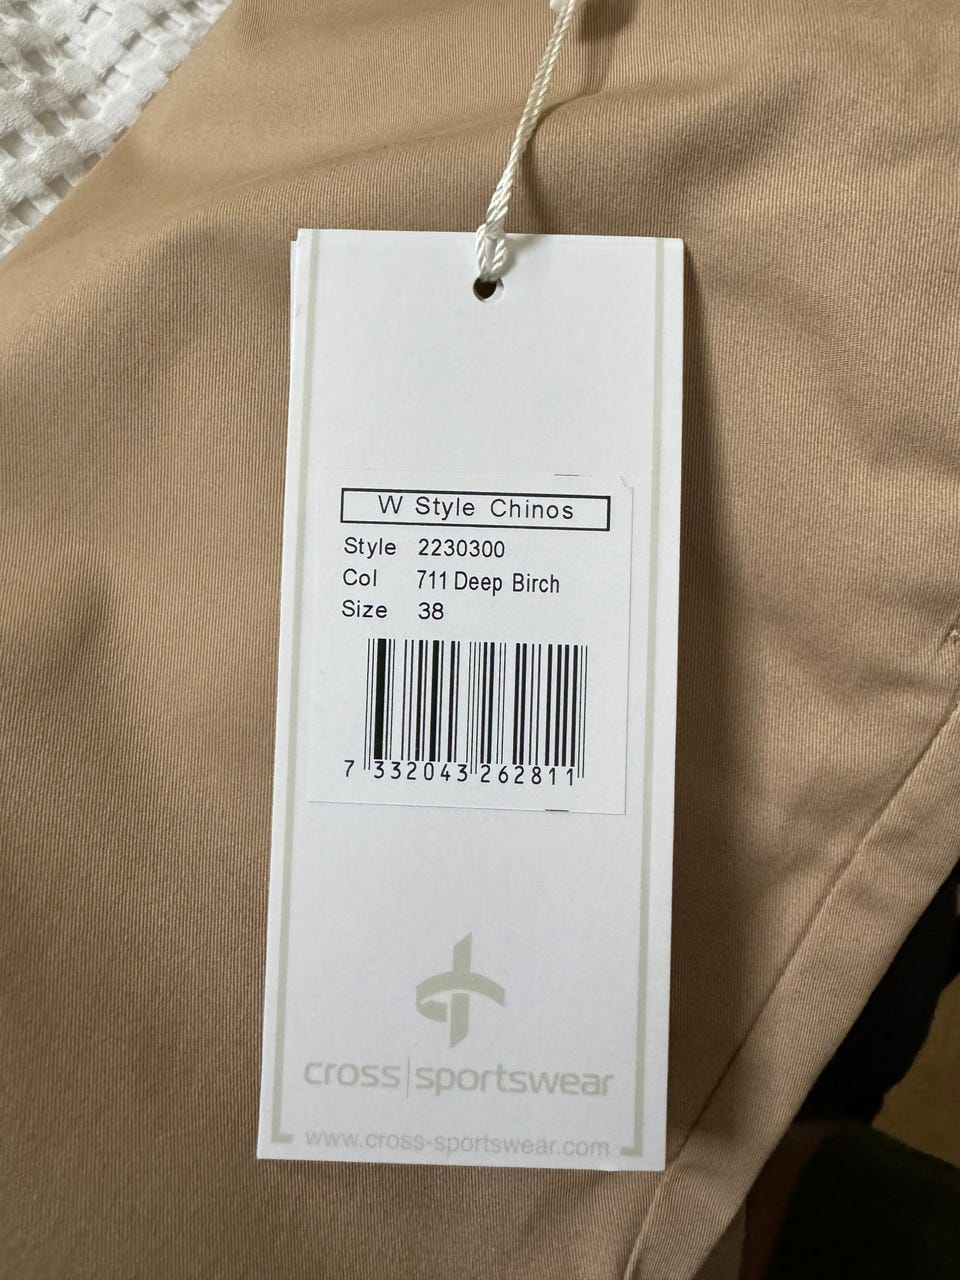 W Style Chinos
Style 2230300
Col 711 Deep Birch
Size 38
7 332043 262811
cross|sportswear
www.cross-sportswear.com